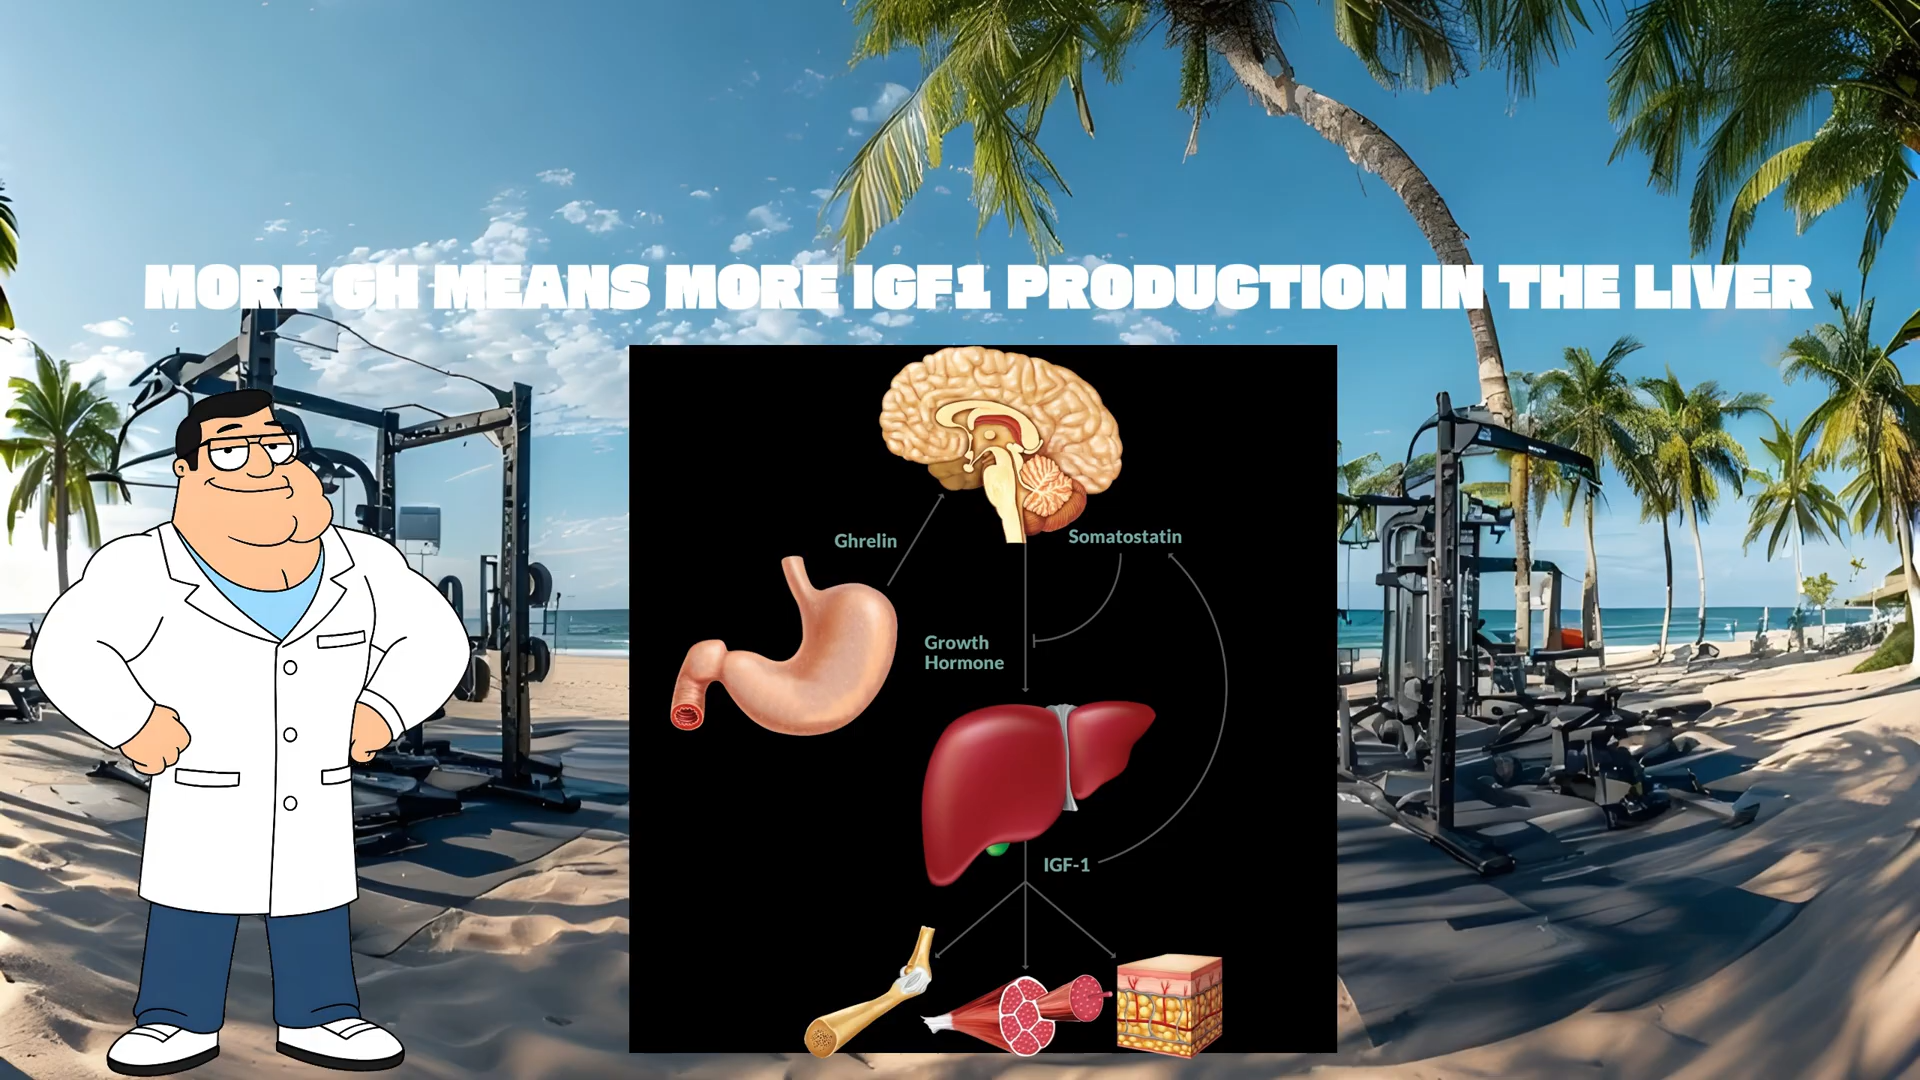 MORE GH MEANS MORE IGF1 PRODUCTION IN THE LIVER
Ghrelin
Somatostatin
Growth
Hormone
IGF-1